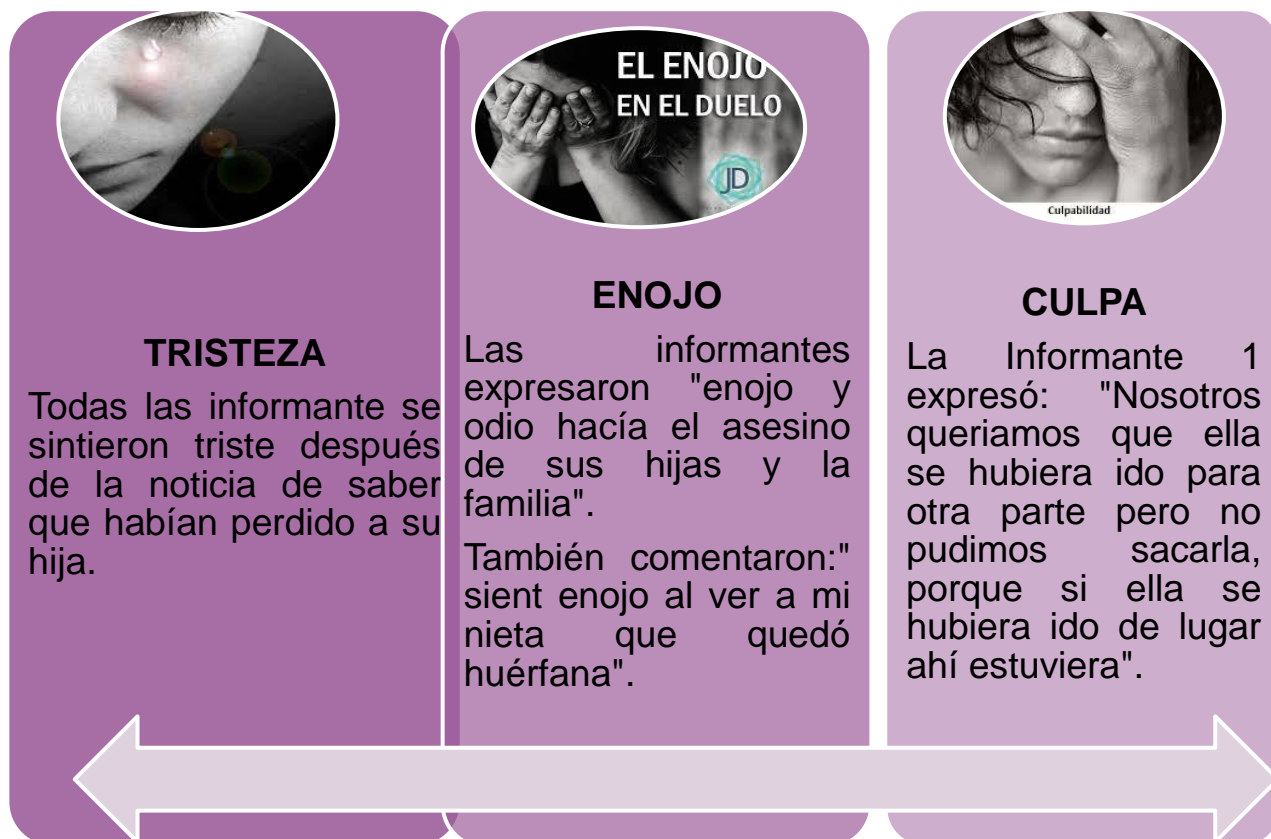 TRISTEZA
Todas las informante se
sintieron triste después
de la noticia de saber
que habían perdido a su
hija.
EL ENOJO
EN EL DUELO
JD
ENOJO
Las informantes
expresaron "enojo y
odio hacía el asesino
de sus hijas y la
familia".
También comentaron:"
sient enojo al ver a mi
nieta que quedó
huérfana".
Culpabilidad
CULPA
La Informante 1
expresó: "Nosotros
queriamos que ella
se hubiera ido para
otra parte pero no
pudimos sacarla,
porque si ella se
hubiera ido de lugar
ahí estuviera".